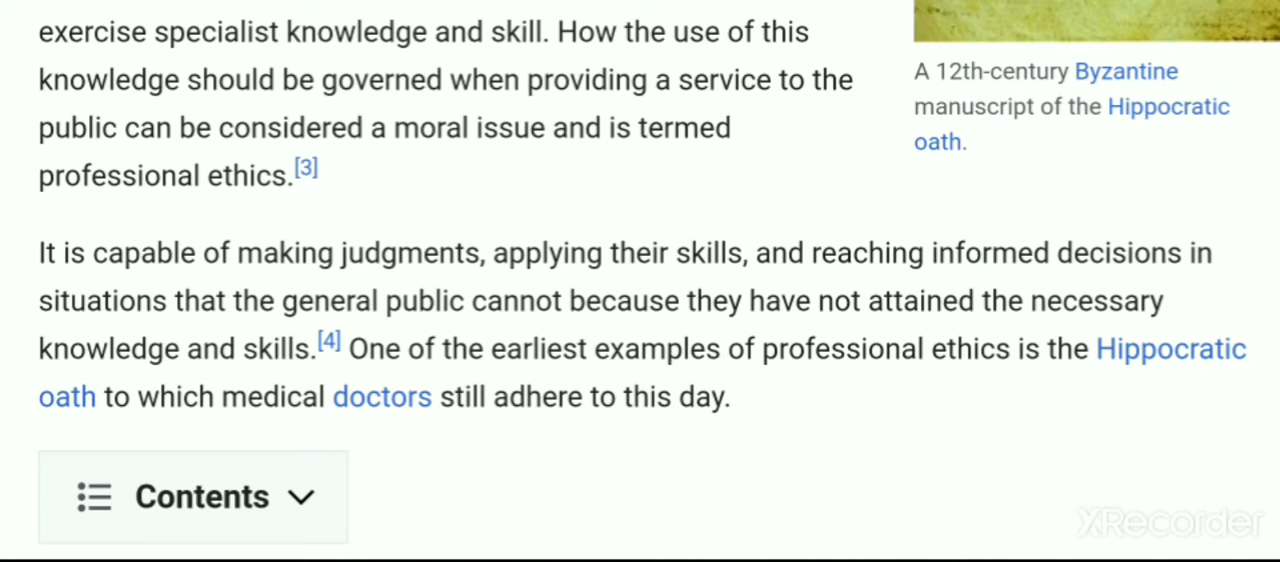 exercise specialist knowledge and skill. How the use of this
knowledge should be governed when providing a service to the
public can be considered a moral issue and is termed
professional ethics.[3]
A 12th-century Byzantine
manuscript of the Hippocratic
oath.
It is capable of making judgments, applying their skills, and reaching informed decisions in
situations that the general public cannot because they have not attained the necessary
knowledge and skills.[4] One of the earliest examples of professional ethics is the Hippocratic
oath to which medical doctors still adhere to this day.
Contents
XRecorder